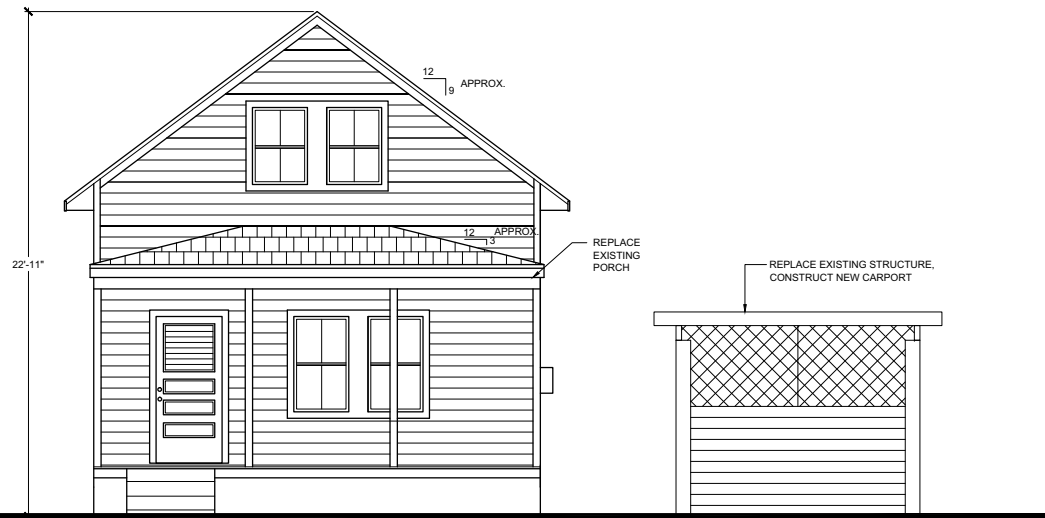 12
9
APPROX.
12
3
APPROX.
22'-11"
REPLACE
EXISTING
PORCH
REPLACE EXISTING STRUCTURE,
CONSTRUCT NEW CARPORT